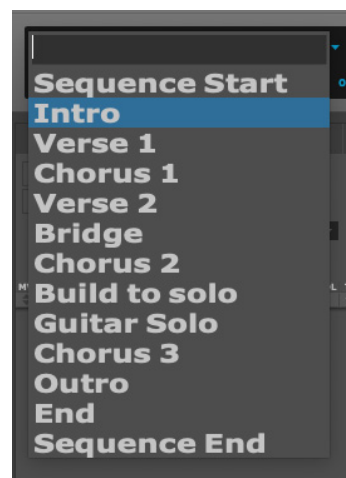 Sequence Start
Intro
Verse 1
Chorus 1
Verse 2
Bridge
Chorus 2
Build to solo
Guitar Solo
Chorus 3
Outro
End
Sequence End